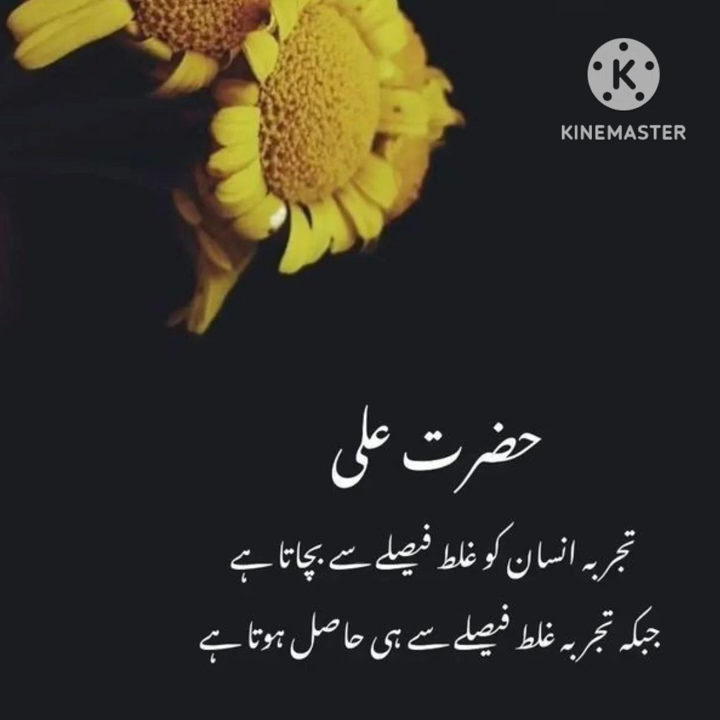 KINEMASTER
حضرت علی
تجربہ انسان کو غلط فیصلے سے بچاتا ہے
جبکہ تجربہ غلط فیصلے سے ہی حاصل ہوتا ہے